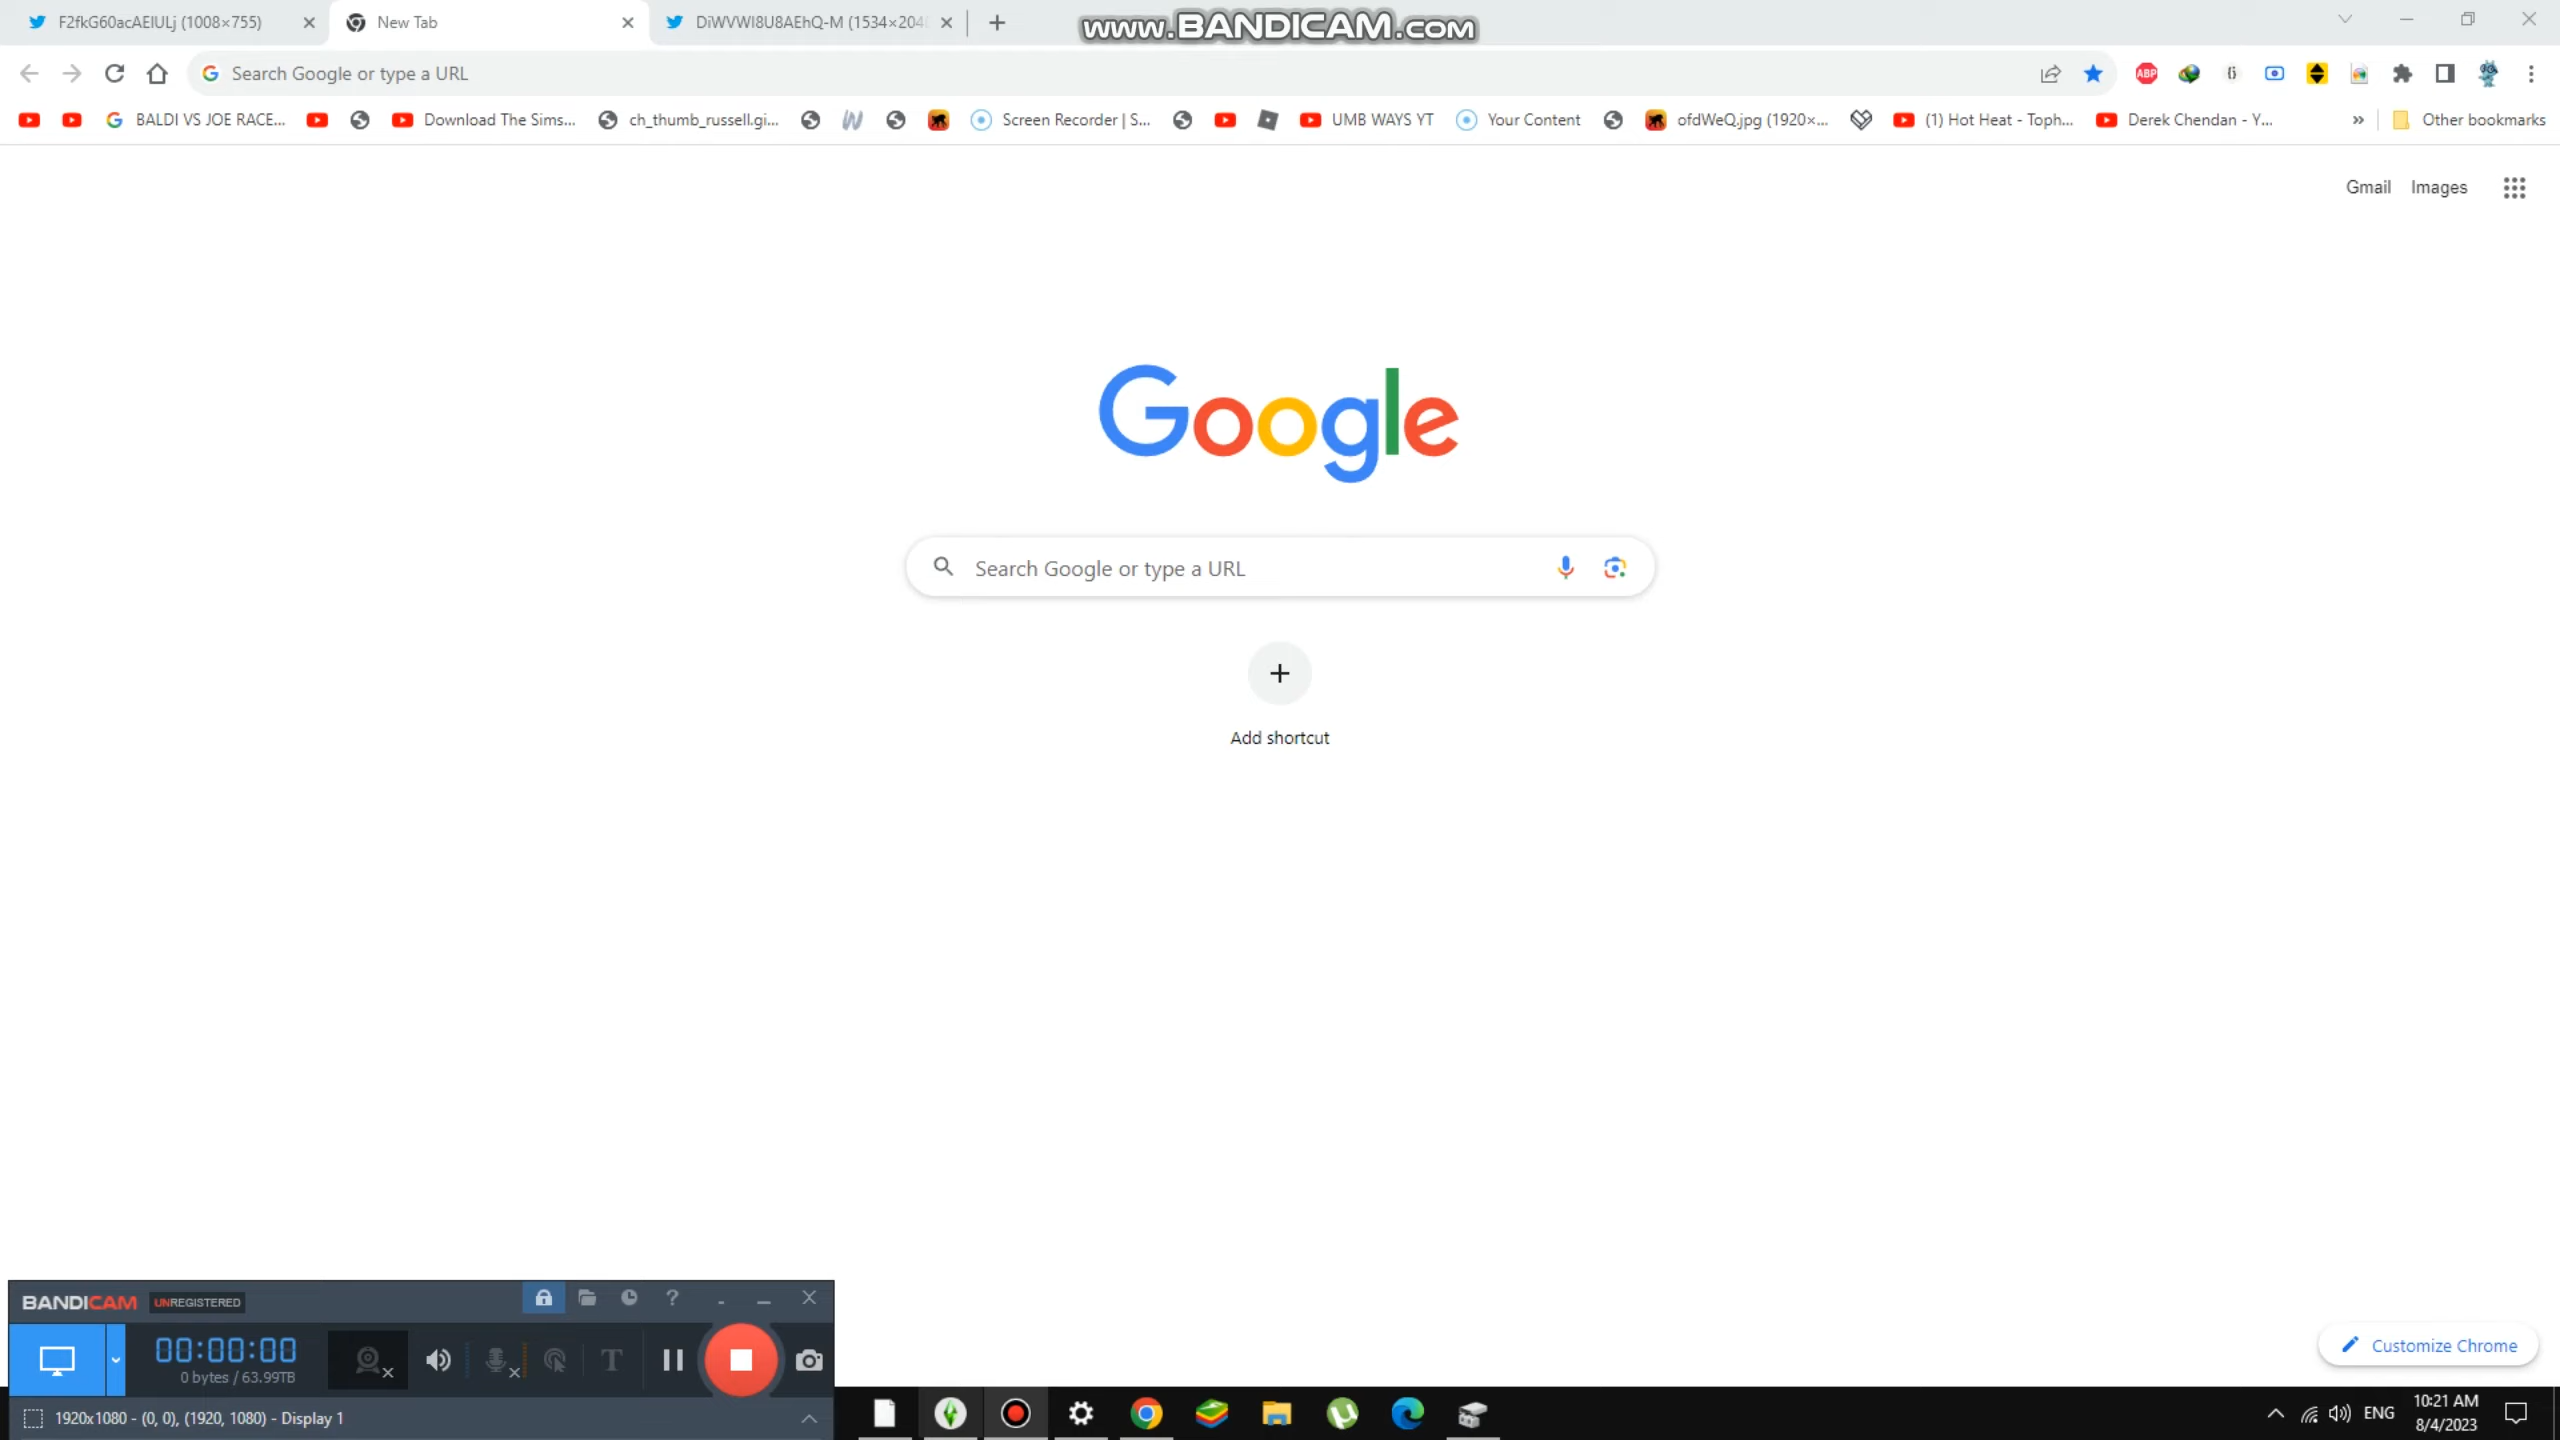 F2fkG60acAEIULj (1008×755)
New Tab
DiWVWI8U8AEhQ-M (1534×204
www.BANDICAM.com
Search Google or type a URL
ABP
BALDI VS JOE RACE...
Download The Sims...
ch_thumb_russell.gi...
Screen Recorder | S...
UMB WAYS YT
Your Content
ofdWeQ.jpg (1920×...
(1) Hot Heat - Toph...
Derek Chendan - Y...
»
Other bookmarks
Gmail
Images
Google
Search Google or type a URL
Add shortcut
BANDICAM
UNREGISTERED
?
00:00:00
0 bytes / 63.99TB
T
1920x1080 - (0, 0), (1920, 1080) - Display 1
Customize Chrome
ENG
10:21 AM
8/4/2023